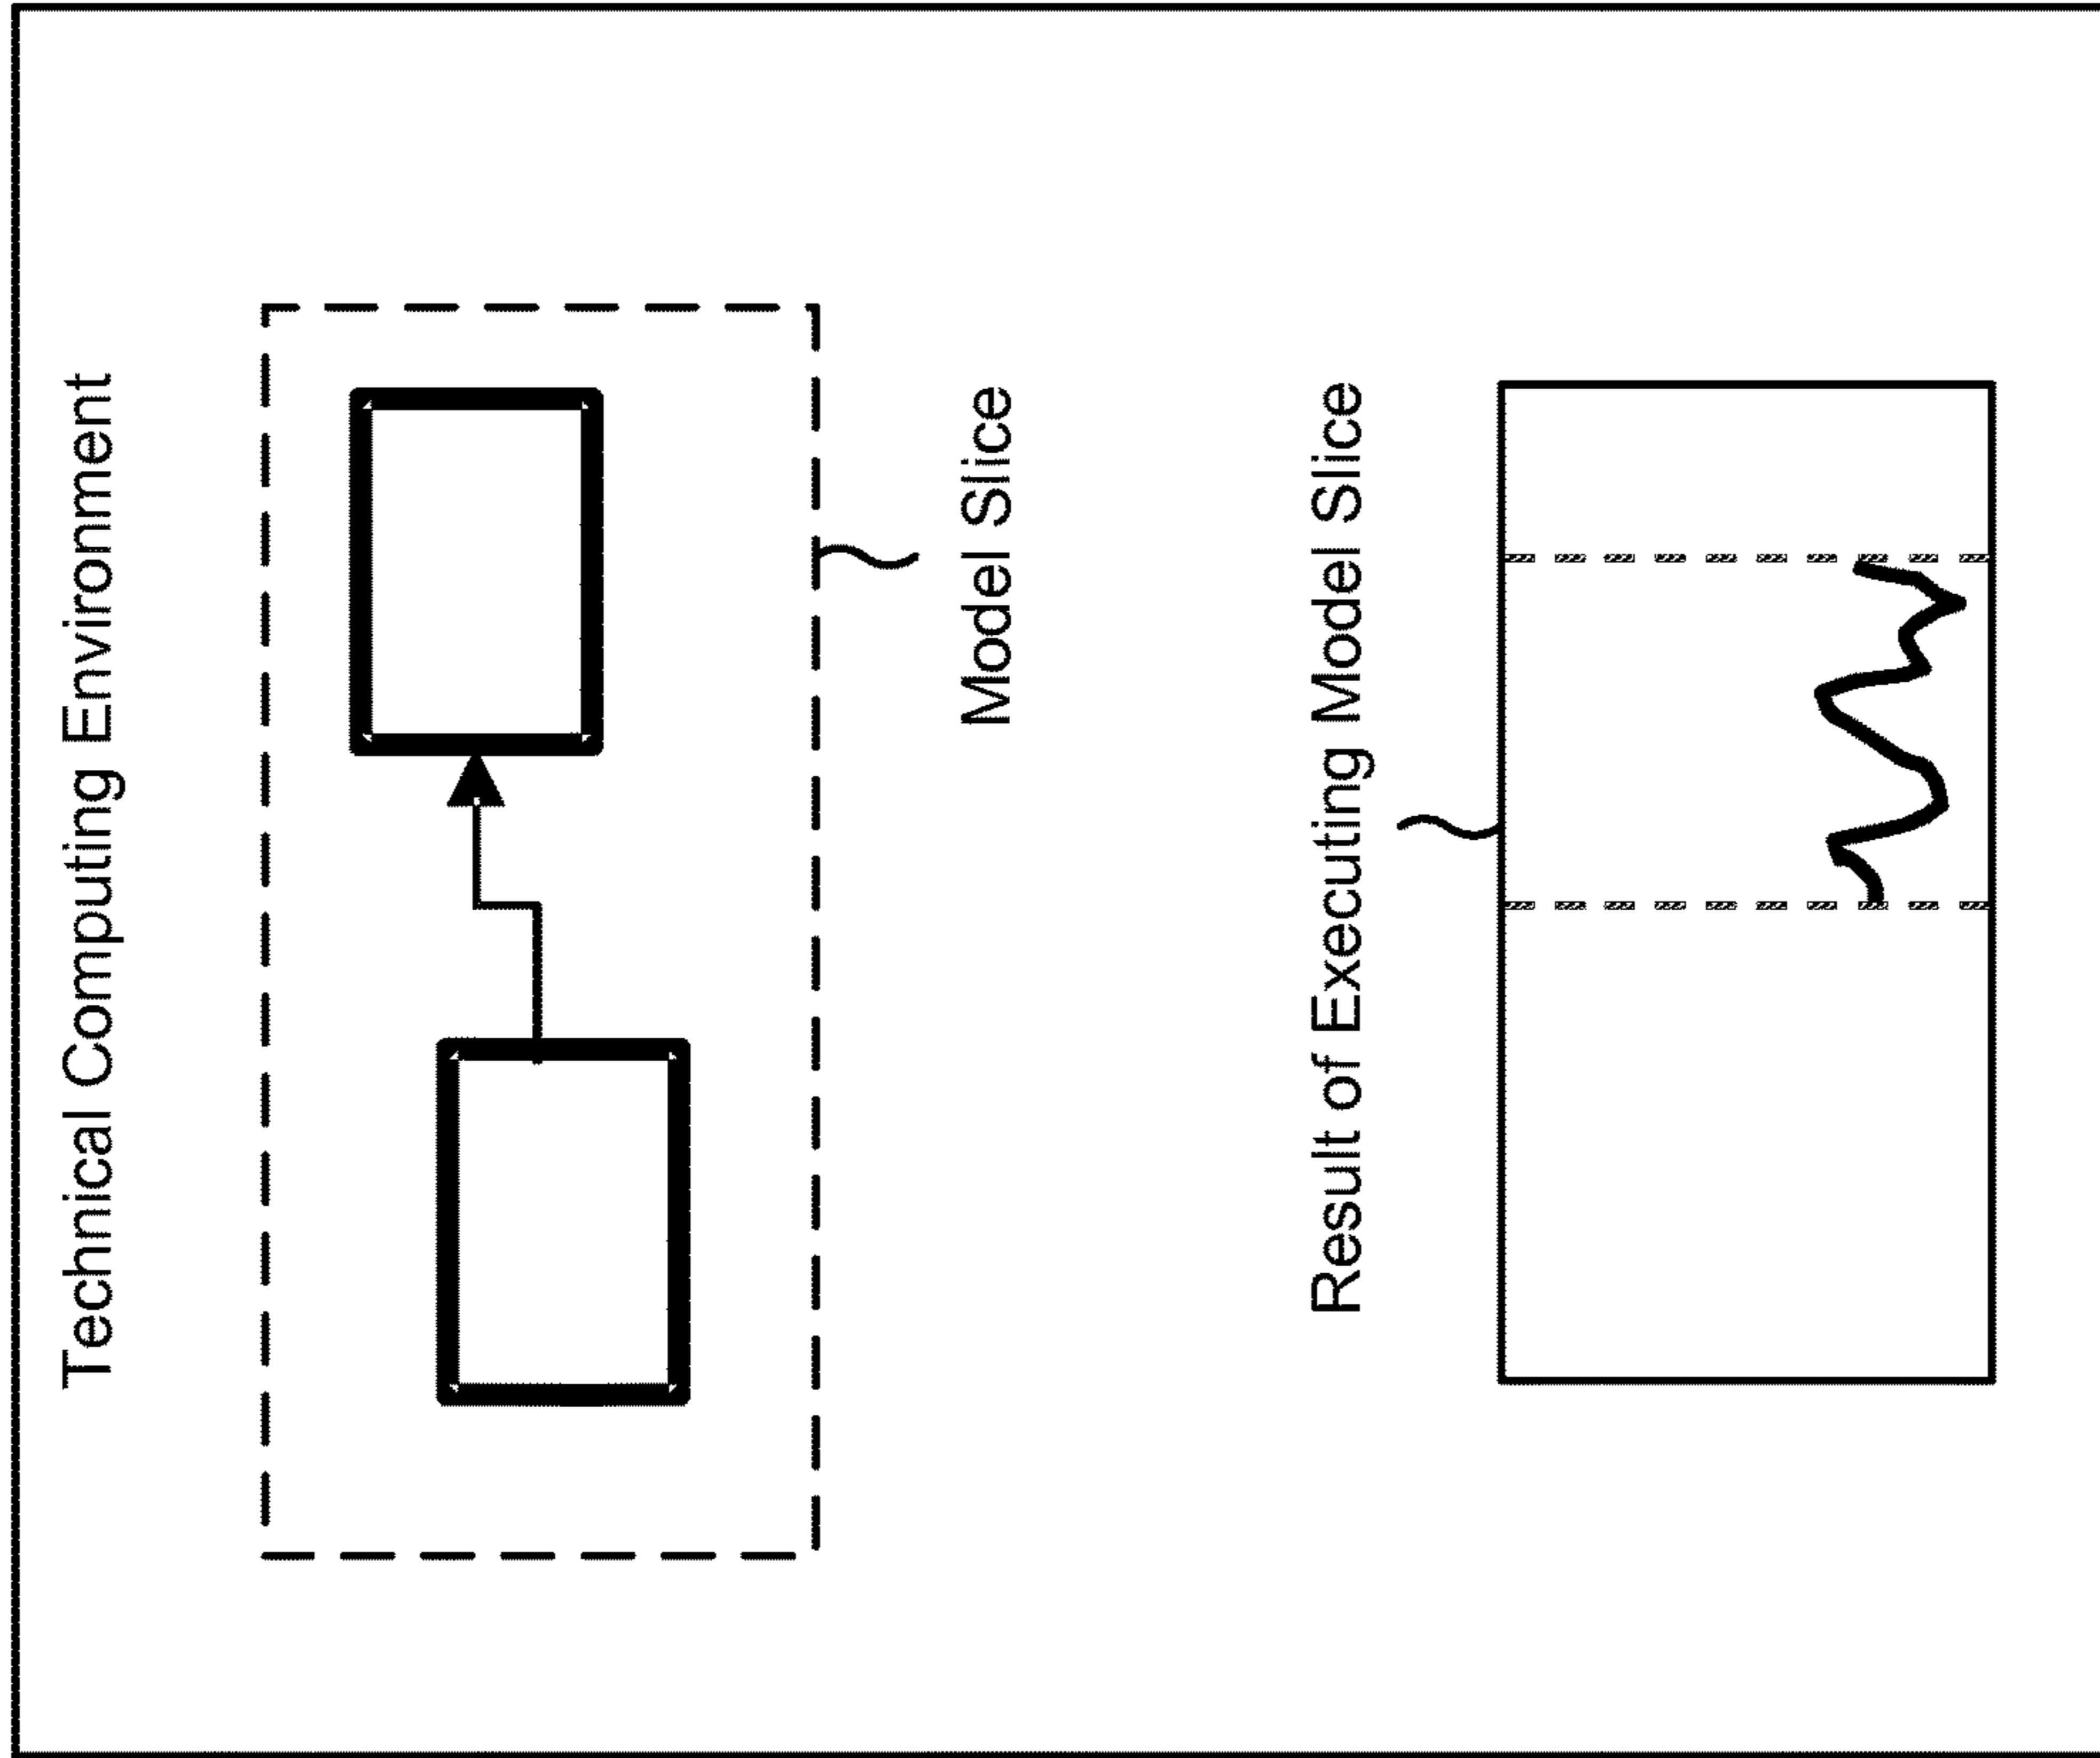 Technical Computing Environment
Model Slice
Result of Executing Model Slice